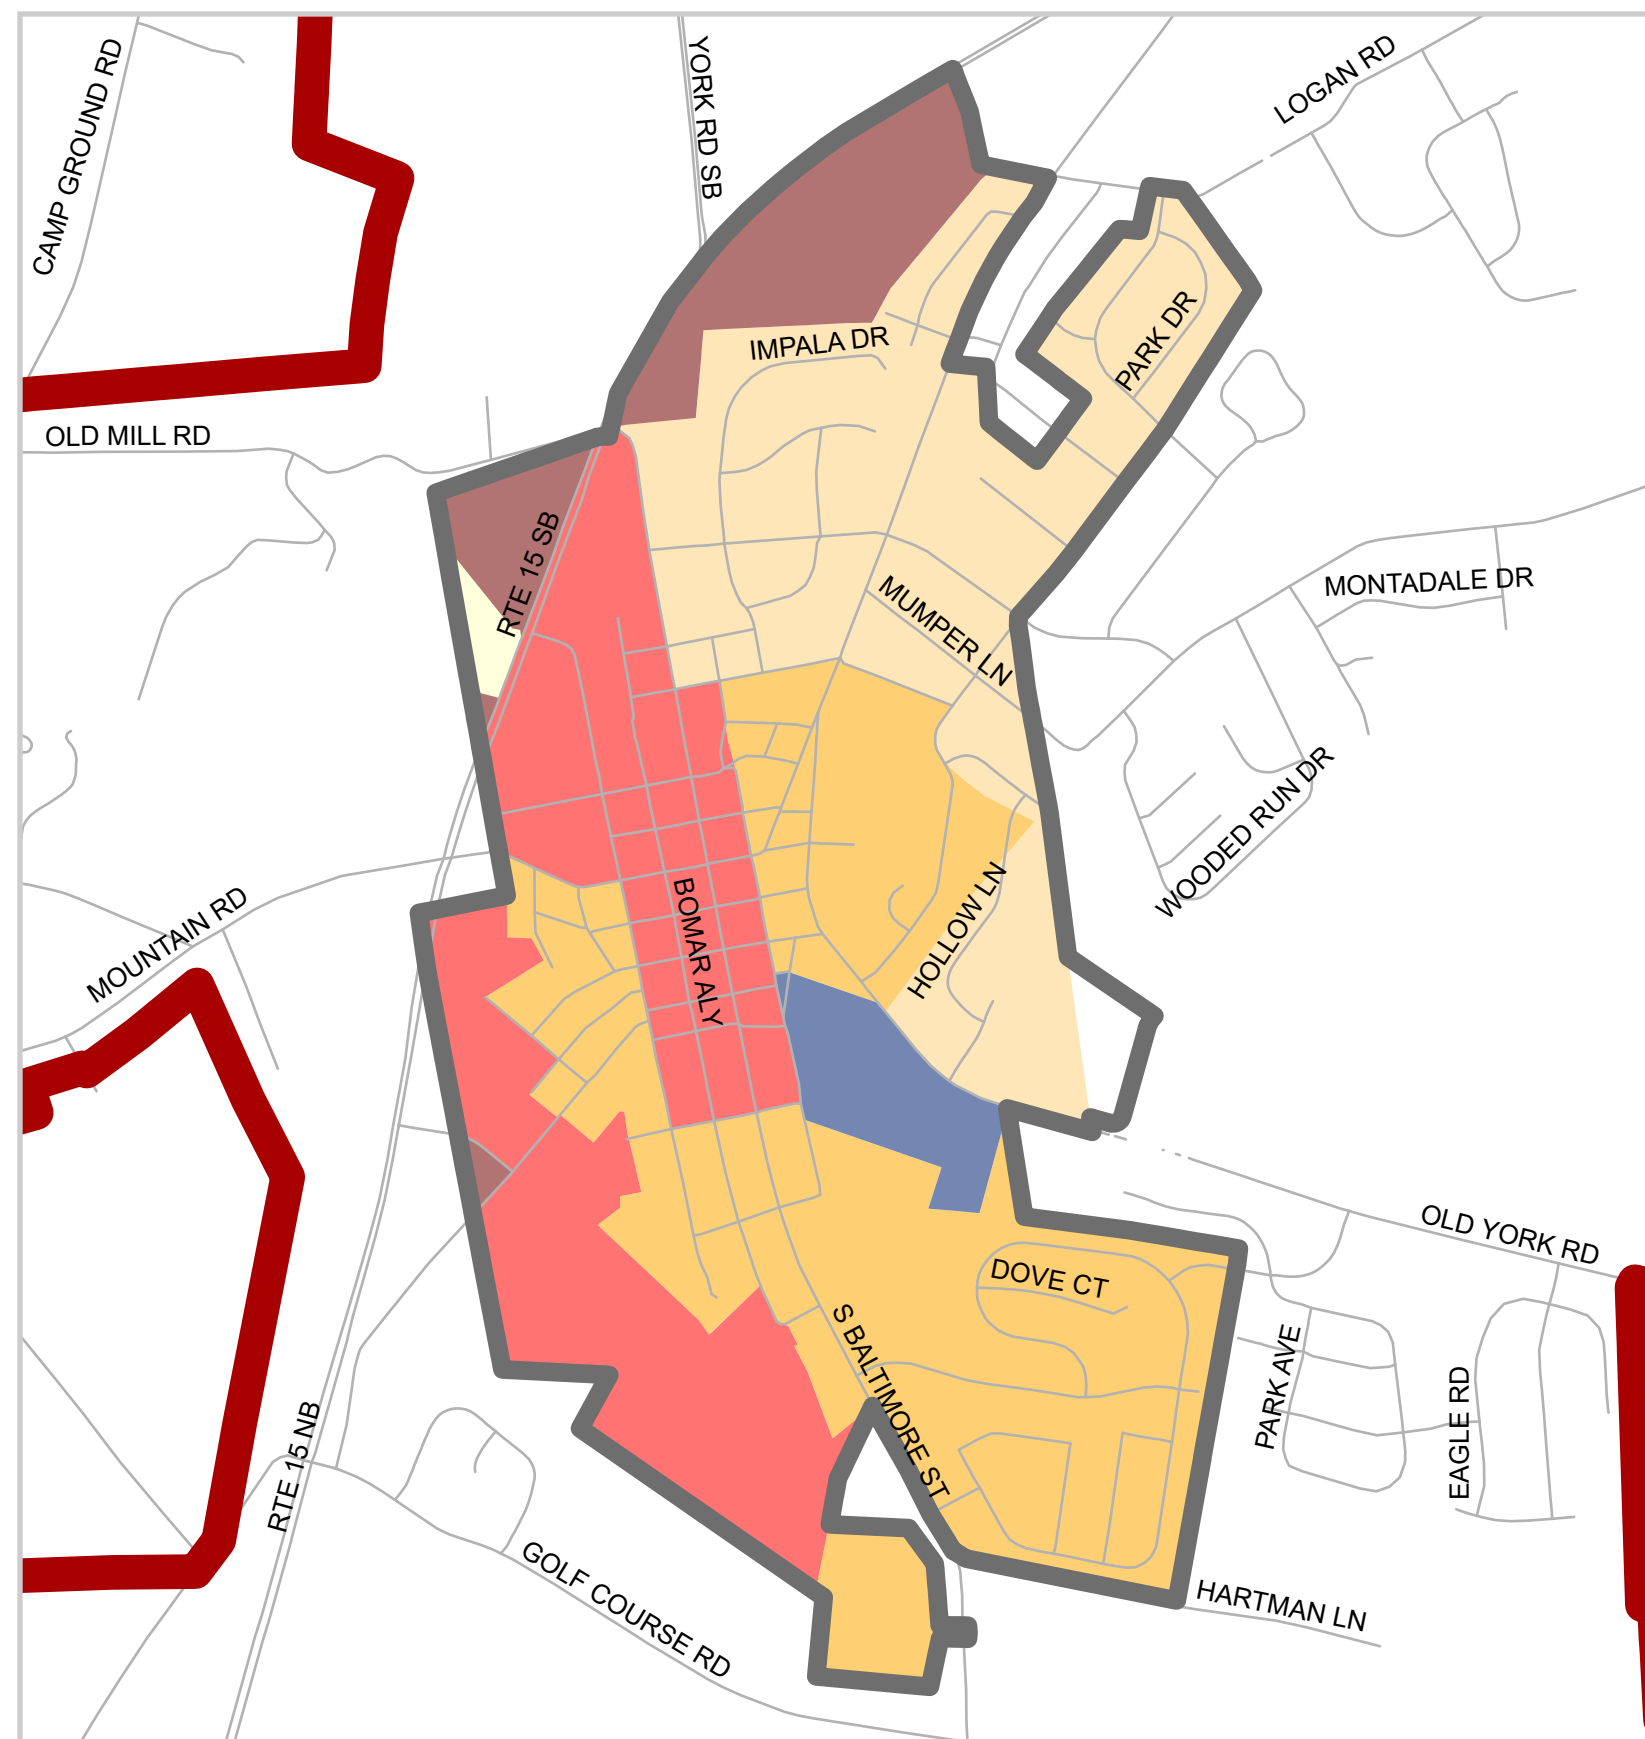 CAMP GROUND RD
YORK RD SB
LOGAN RD
PARK DR
IMPALA DR
OLD MILL RD
RTE 15 SB
MUMPER LN
MONTADALE DR
WOODED RUN DR
MOUNTAIN RD
BOMAR ALY
HOLLOW LN
OLD YORK RD
DOVE CT
S BALTIMORE ST
PARK AVE
EAGLE RD
RTE 15 NB
GOLF COURSE RD
HARTMAN LN